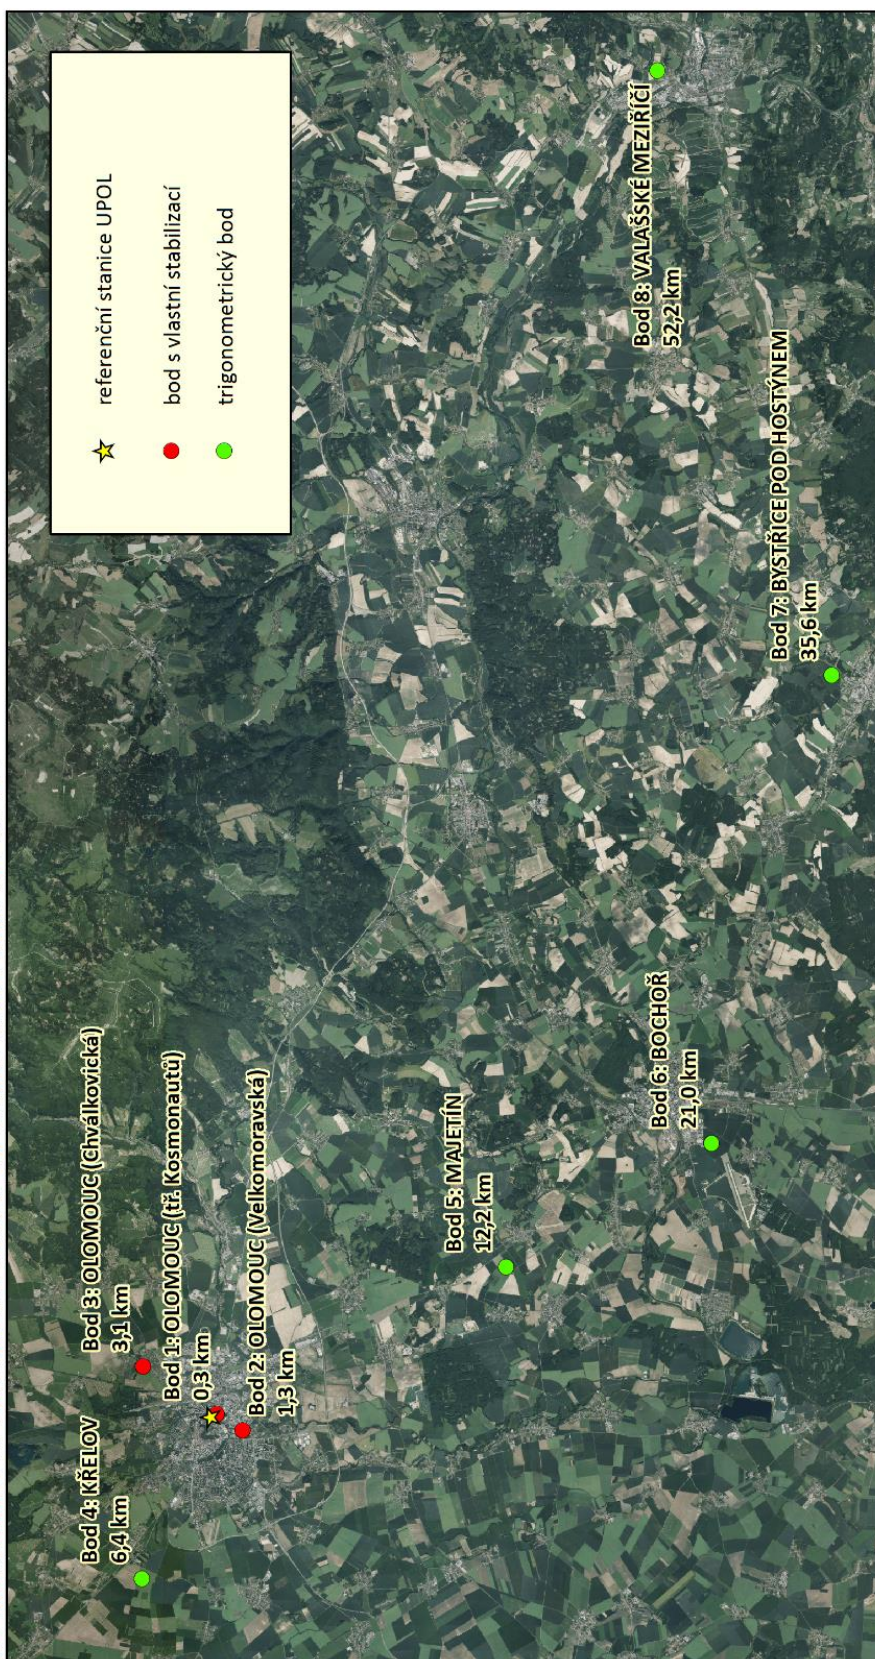 referenční stanice UPOL
bod s vlastní stabilizací
trigonometrický bod
Bod 4: KŘELOV
6,4 km
Bod 3: OLOMOUC (Chválkovická)
3,1 km
Bod 1: OLOMOUC (tř. Kosmonautů)
0,3 km
Bod 2: OLOMOUC (Velkomoravská)
1,3 km
Bod 5: MAJETÍN
12,2 km
Bod 6: BOCHOŘ
21,0 km
Bod 7: BYSTŘICE POD HOSTÝNEM
35,6 km
Bod 8: VALAŠSKÉ MEZIŘÍČÍ
52,2 km